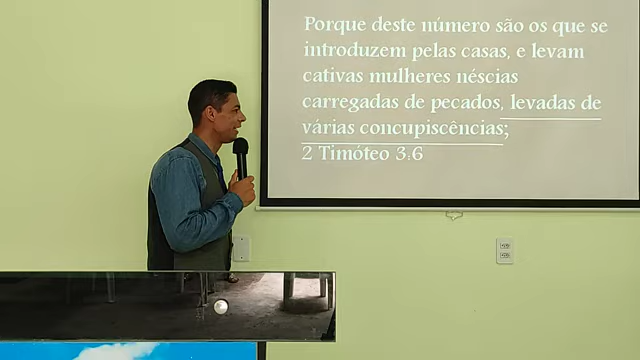 Porque deste número são os que se
introduzem pelas casas, e levam
cativas mulheres néscias
carregadas de pecados, levadas de
várias concupiscências;
2 Timóteo 3:6